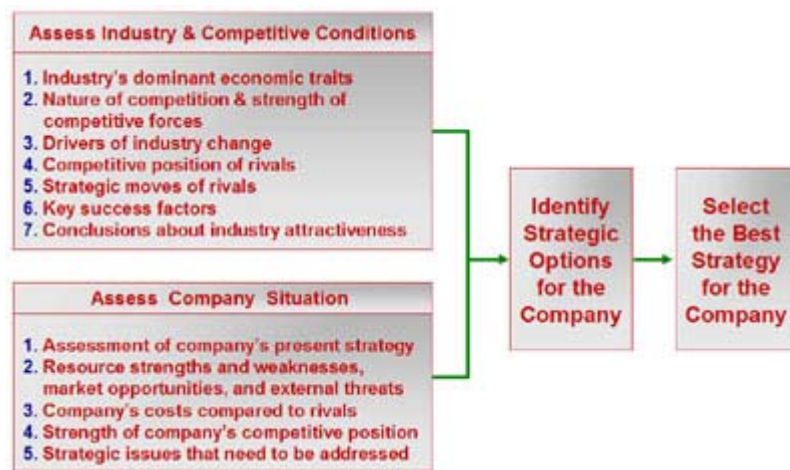 Assess Industry & Competitive Conditions
1. Industry's dominant economic traits
2. Nature of competition & strength of
competitive forces
3. Drivers of industry change
4. Competitive position of rivals
5. Strategic moves of rivals
6. Key success factors
7. Conclusions about industry attractiveness
Assess Company Situation
1. Assessment of company's present strategy
2. Resource strengths and weaknesses,
market opportunities, and external threats
3. Company's costs compared to rivals
4. Strength of company's competitive position
5. Strategic issues that need to be addressed
Identify
Strategic
Options
for the
Company
Select
the Best
Strategy
for the
Company